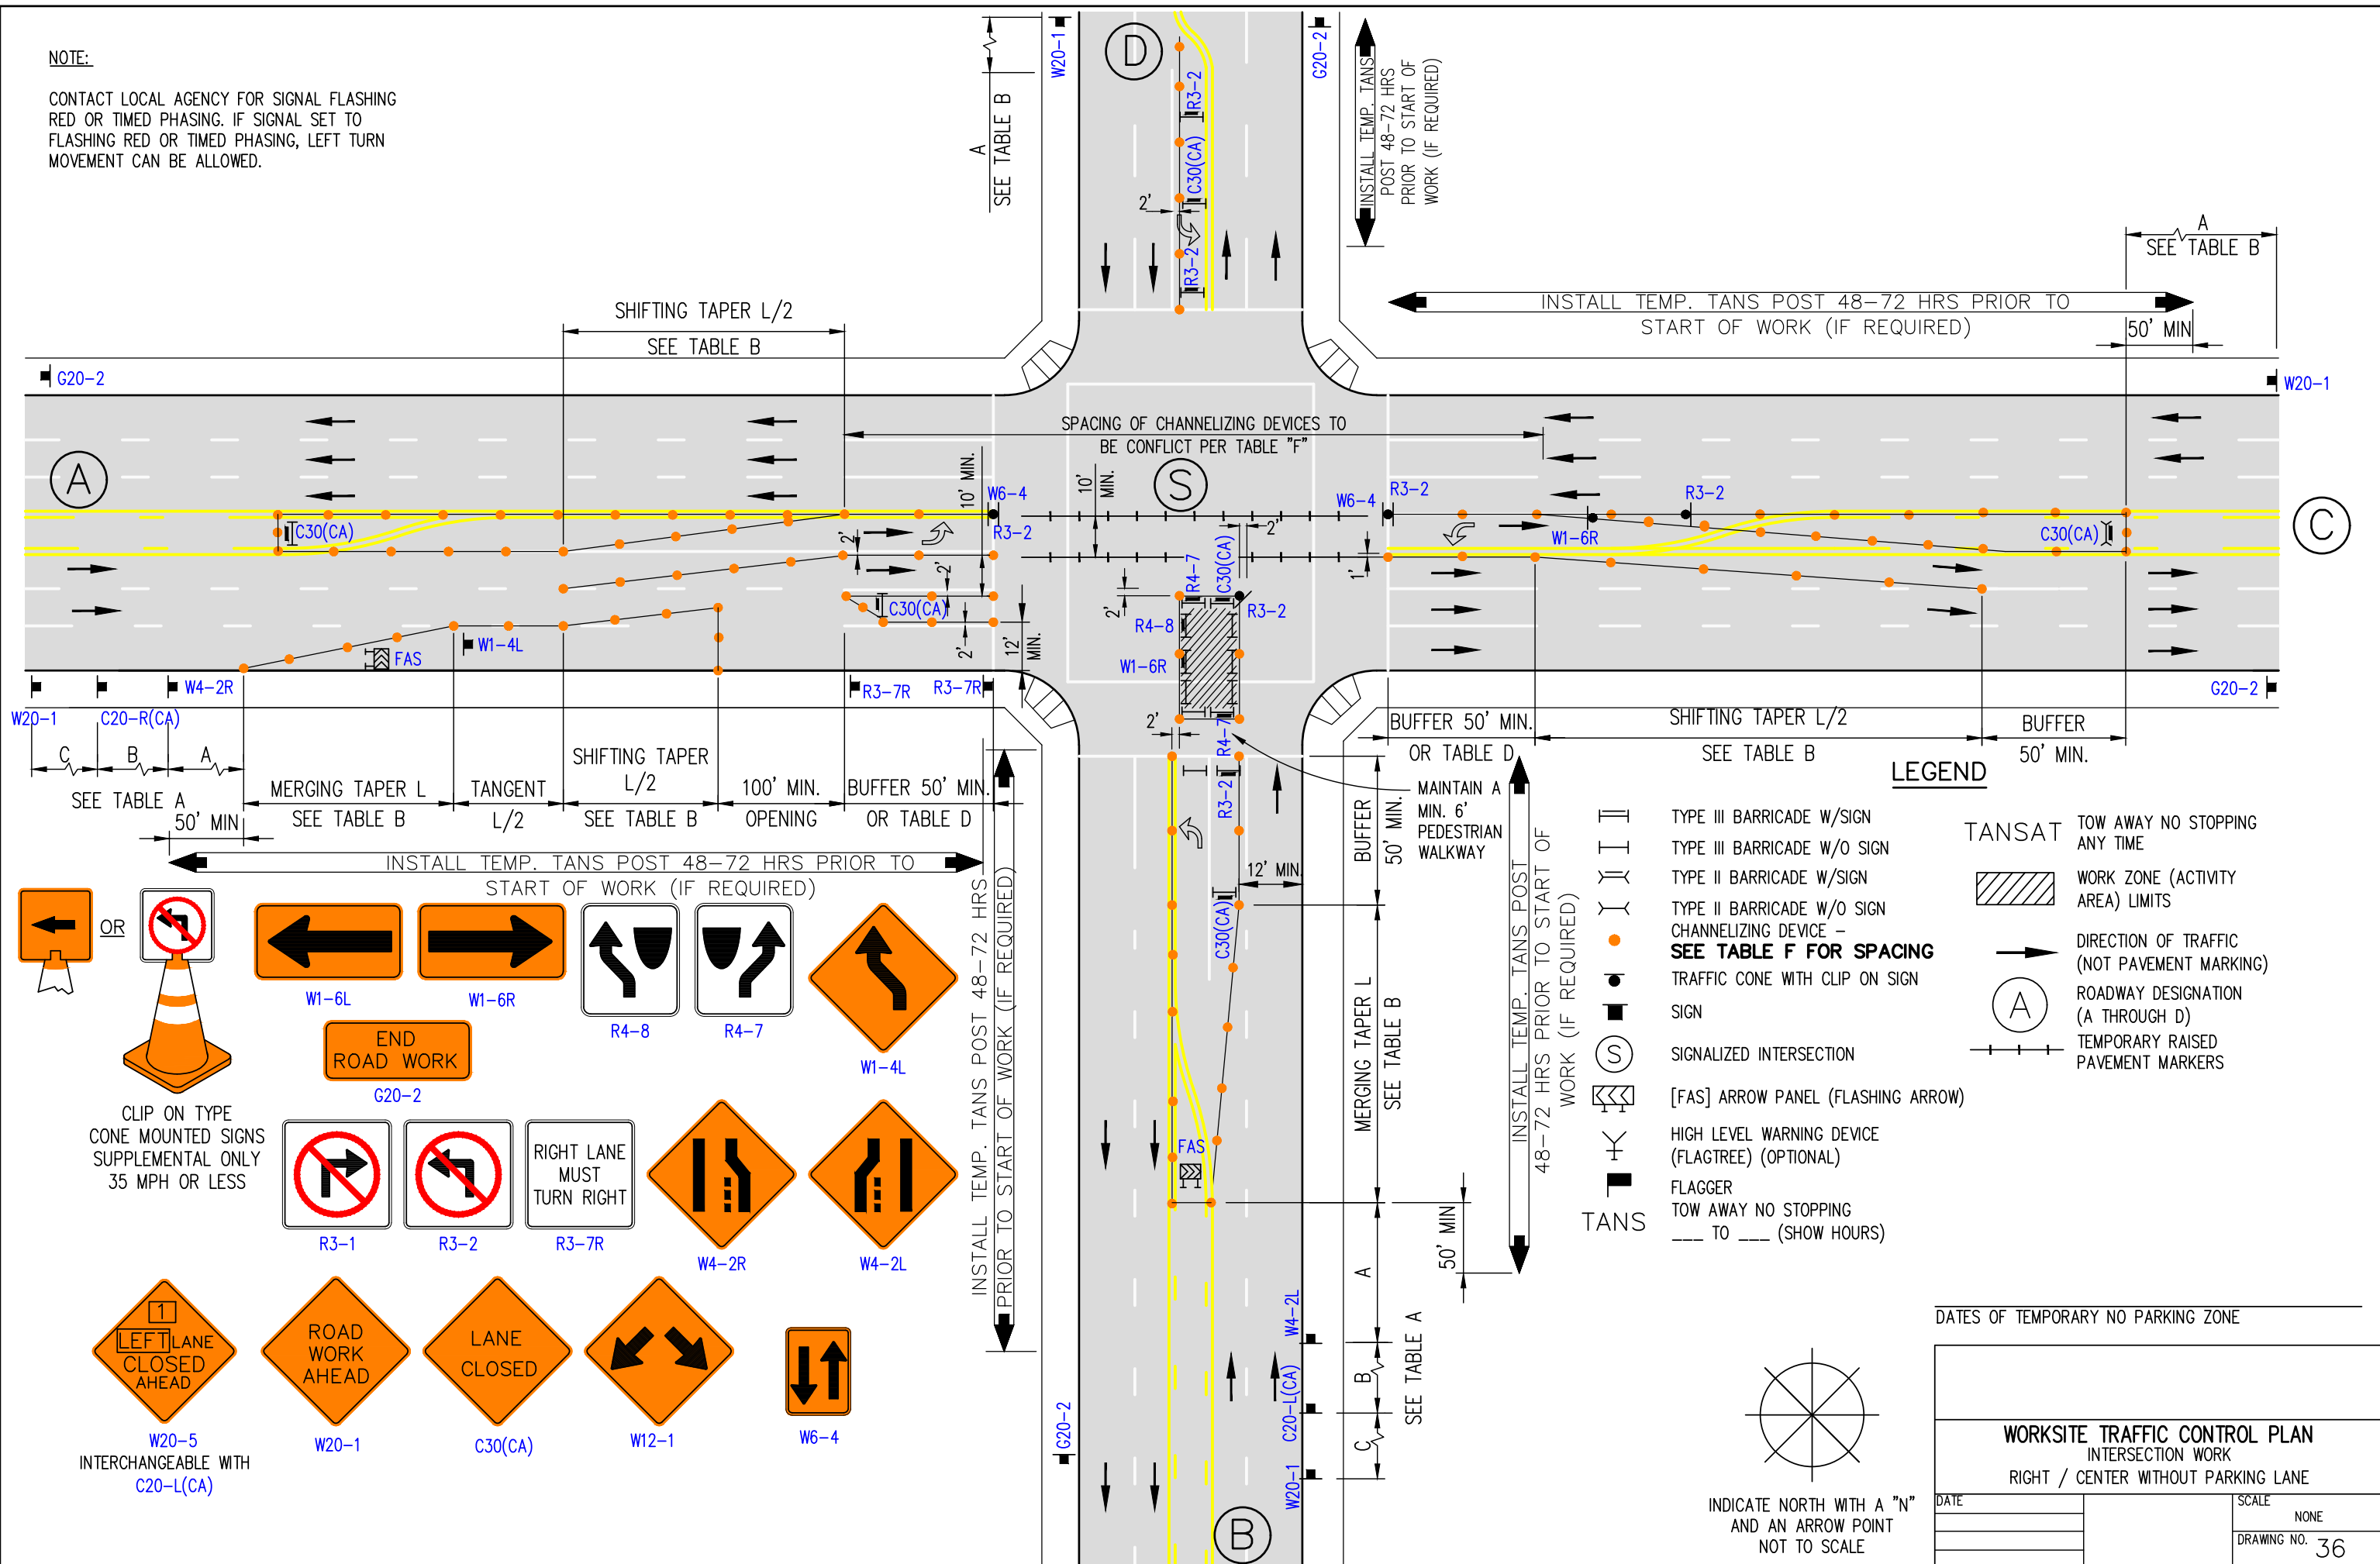 NOTE:
CONTACT LOCAL AGENCY FOR SIGNAL FLASHING
RED OR TIMED PHASING. IF SIGNAL SET TO
FLASHING RED OR TIMED PHASING, LEFT TURN
MOVEMENT CAN BE ALLOWED.
W20-1
D
G20-2
A
SEE TABLE B
R3-2
C30(CA)
2'
R3-2
INSTALL TEMP. TANS
POST 48-72 HRS
PRIOR TO START OF
WORK (IF REQUIRED)
A
SEE TABLE B
INSTALL TEMP. TANS POST 48-72 HRS PRIOR TO
START OF WORK (IF REQUIRED)
50' MIN
SHIFTING TAPER L/2
SEE TABLE B
G20-2
W20-1
A
SPACING OF CHANNELIZING DEVICES TO
BE CONFLICT PER TABLE "F"
S
10' MIN.
W6-4
R3-2
10'
MIN.
W6-4
R3-2
R3-2
C30(CA)
2'
W1-6R
C30(CA)
C
2'
2'
C30(CA)
R4-7
C30(CA)
1'
2'
R3-2
R4-8
W1-6R
W1-4L
FAS
2'
12'
MIN.
W4-2R
R3-7R
R3-7R
W20-1
C20-R(CA)
G20-2
2'
R4-7
BUFFER 50' MIN.
OR TABLE D
SHIFTING TAPER L/2
SEE TABLE B
BUFFER
50' MIN.
C
B
A
SEE TABLE A
50' MIN
MERGING TAPER L
SEE TABLE B
TANGENT
L/2
SHIFTING TAPER
L/2
SEE TABLE B
100' MIN.
OPENING
BUFFER 50' MIN.
OR TABLE D
INSTALL TEMP. TANS POST 48-72 HRS PRIOR TO
START OF WORK (IF REQUIRED)
R3-2
MAINTAIN A
MIN. 6'
PEDESTRIAN
WALKWAY
BUFFER
50' MIN.
12' MIN.
C30(CA)
MERGING TAPER L
SEE TABLE B
FAS
INSTALL TEMP. TANS POST 48-72 HRS
PRIOR TO START OF WORK (IF REQUIRED)
INSTALL TEMP. TANS POST
48-72 HRS PRIOR TO START OF
WORK (IF REQUIRED)
50' MIN
A
B
C
SEE TABLE A
W4-2L
C20-L(CA)
W20-1
G20-2
B
OR
CLIP ON TYPE
CONE MOUNTED SIGNS
SUPPLEMENTAL ONLY
35 MPH OR LESS
W1-6L
W1-6R
R4-8
R4-7
W1-4L
END
ROAD WORK
G20-2
R3-1
R3-2
RIGHT LANE
MUST
TURN RIGHT
R3-7R
W4-2R
W4-2L
1
LEFT LANE
CLOSED
AHEAD
W20-5
INTERCHANGEABLE WITH
C20-L(CA)
ROAD
WORK
AHEAD
W20-1
LANE
CLOSED
C30(CA)
W12-1
W6-4
LEGEND
TYPE III BARRICADE W/SIGN
TYPE III BARRICADE W/O SIGN
TYPE II BARRICADE W/SIGN
TYPE II BARRICADE W/O SIGN
CHANNELIZING DEVICE -
SEE TABLE F FOR SPACING
TRAFFIC CONE WITH CLIP ON SIGN
SIGN
S
SIGNALIZED INTERSECTION
[FAS] ARROW PANEL (FLASHING ARROW)
HIGH LEVEL WARNING DEVICE
(FLAGTREE) (OPTIONAL)
FLAGGER
TANS
TOW AWAY NO STOPPING
___ TO ___ (SHOW HOURS)
TANSAT
TOW AWAY NO STOPPING
ANY TIME
WORK ZONE (ACTIVITY
AREA) LIMITS
DIRECTION OF TRAFFIC
(NOT PAVEMENT MARKING)
A
ROADWAY DESIGNATION
(A THROUGH D)
TEMPORARY RAISED
PAVEMENT MARKERS
INDICATE NORTH WITH A "N"
AND AN ARROW POINT
NOT TO SCALE
DATES OF TEMPORARY NO PARKING ZONE
WORKSITE TRAFFIC CONTROL PLAN
INTERSECTION WORK
RIGHT / CENTER WITHOUT PARKING LANE
DATE
SCALE
NONE
DRAWING NO. 36